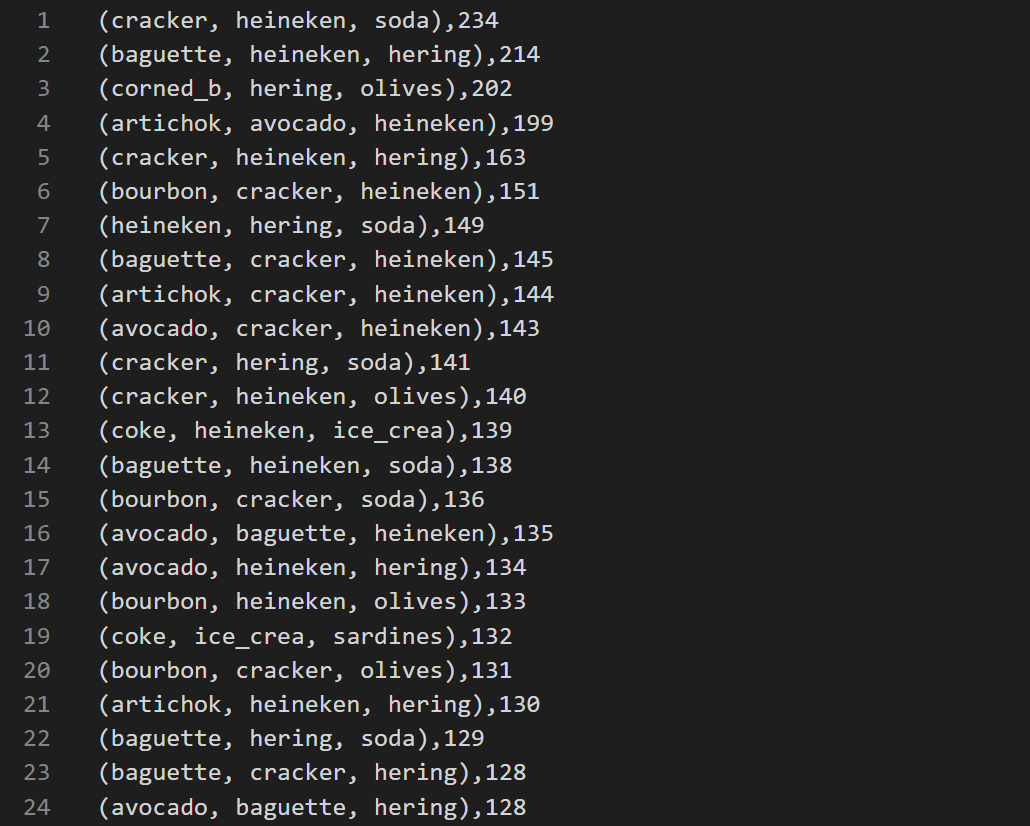 1 (cracker, heineken, soda),234
2 (baguette, heineken, hering),214
3 (corned_b, hering, olives),202
4 (artichok, avocado, heineken),199
5 (cracker, heineken, hering),163
6 (bourbon, cracker, heineken),151
7 (heineken, hering, soda),149
8 (baguette, cracker, heineken),145
9 (artichok, cracker, heineken),144
10 (avocado, cracker, heineken),143
11 (cracker, hering, soda),141
12 (cracker, heineken, olives),140
13 (coke, heineken, ice_crea),139
14 (baguette, heineken, soda),138
15 (bourbon, cracker, soda),136
16 (avocado, baguette, heineken),135
17 (avocado, heineken, hering),134
18 (bourbon, heineken, olives),133
19 (coke, ice_crea, sardines),132
20 (bourbon, cracker, olives),131
21 (artichok, heineken, hering),130
22 (baguette, hering, soda),129
23 (baguette, cracker, hering),128
24 (avocado, baguette, hering),128